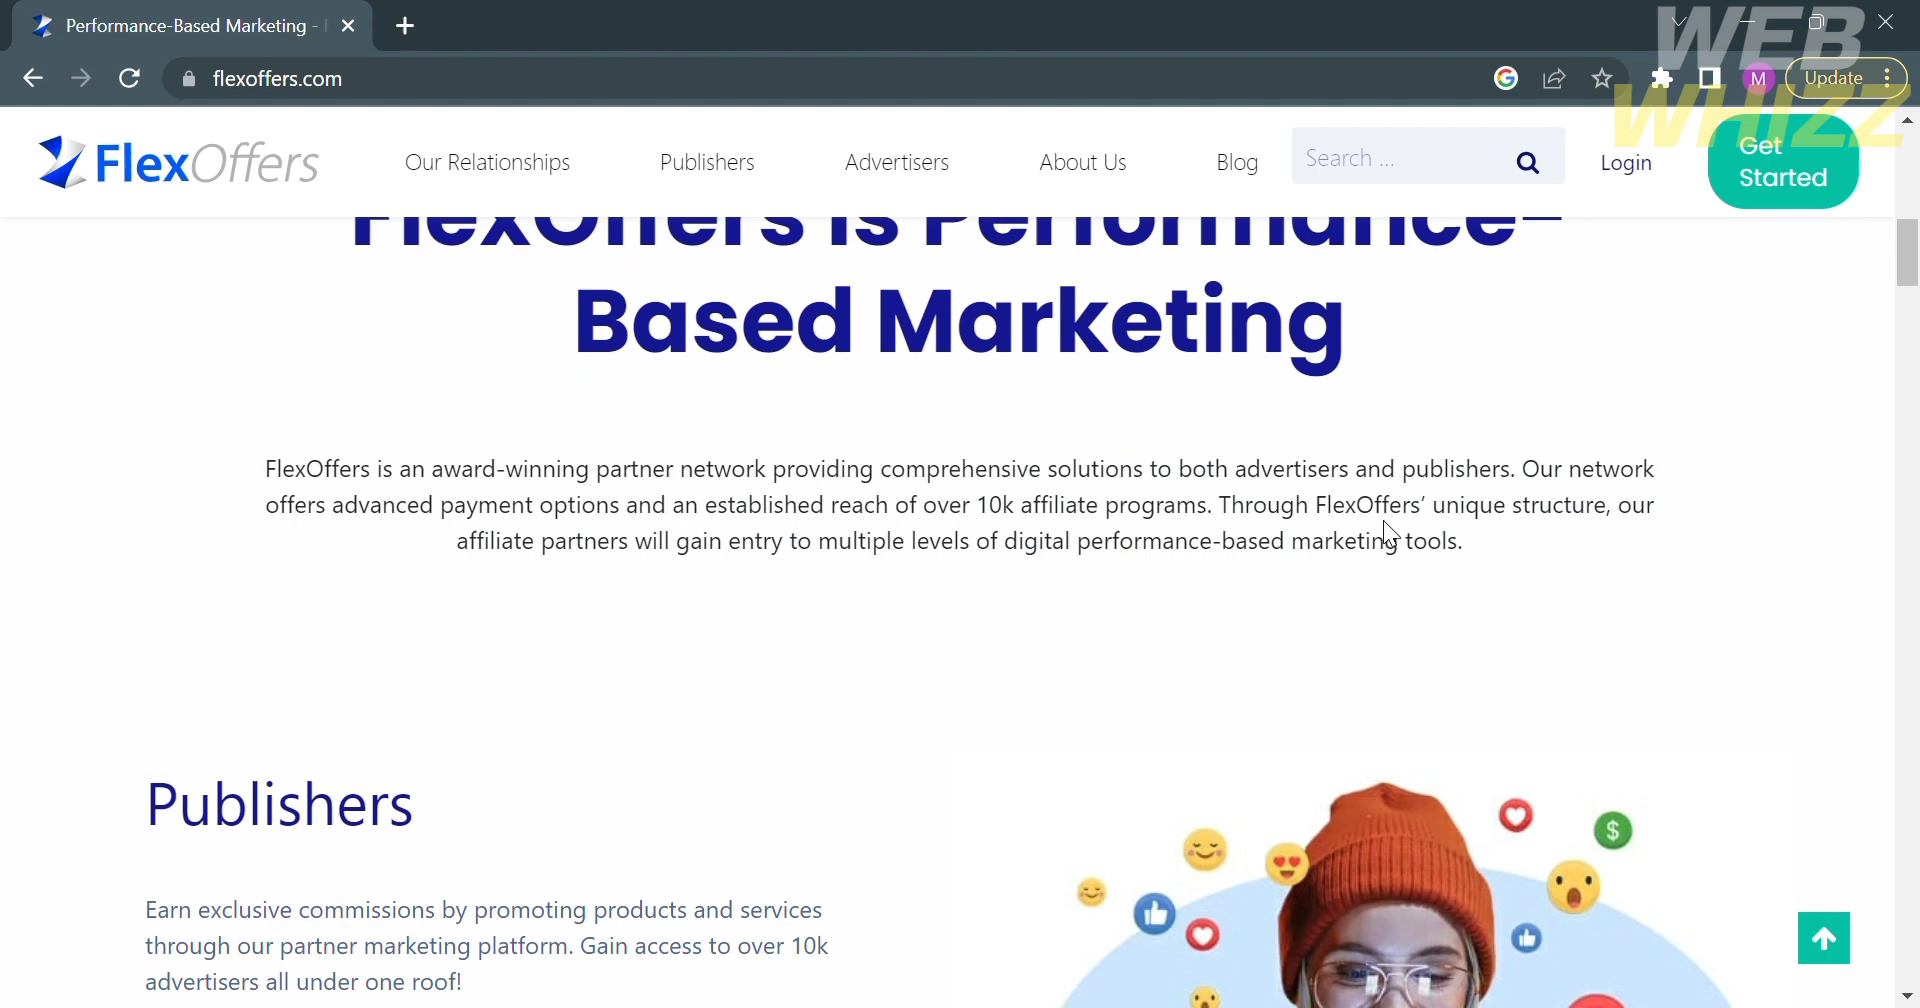 Performance-Based Marketing -
flexoffers.com
M
Update
WEB
WHIZZ
FlexOffers
Our Relationships
Publishers
Advertisers
About Us
Blog
Search ...
Login
Get
Started
FlexOffers is Performance-
Based Marketing
FlexOffers is an award-winning partner network providing comprehensive solutions to both advertisers and publishers. Our network
offers advanced payment options and an established reach of over 10k affiliate programs. Through FlexOffers’ unique structure, our
affiliate partners will gain entry to multiple levels of digital performance-based marketing tools.
Publishers
Earn exclusive commissions by promoting products and services
through our partner marketing platform. Gain access to over 10k
advertisers all under one roof!
$